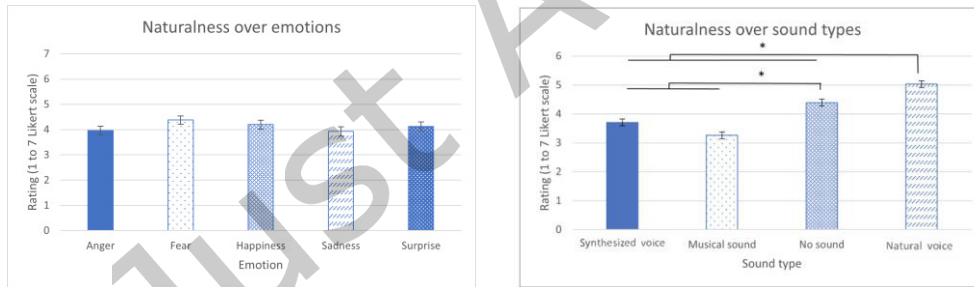 Naturalness over emotions
Rating (1 to 7 Likert scale)
7
6
5
4
3
2
1
0
Anger Fear Happiness Sadness Surprise
Emotion
Naturalness over sound types
Rating (1 to 7 Likert scale)
6
5
4
3
2
1
0
*
*
Synthesized voice Musical sound No sound Natural voice
Sound type
Just A